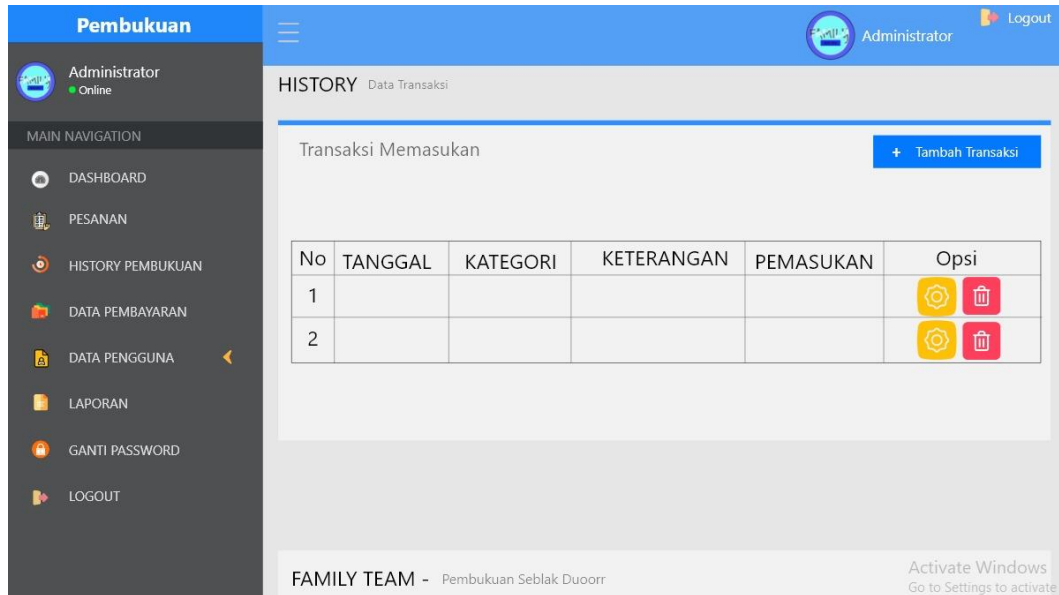 Pembukuan
Logout
Administrator
Administrator
Online
HISTORY Data Transaksi
MAIN NAVIGATION
DASHBOARD
PESANAN
HISTORY PEMBUKUAN
DATA PEMBAYARAN
DATA PENGGUNA
LAPORAN
GANTI PASSWORD
LOGOUT
Transaksi Memasukan
+ Tambah Transaksi
No TANGGAL KATEGORI KETERANGAN PEMASUKAN Opsi
1
2
FAMILY TEAM - Pembukuan Seblak Duoorr
Activate Windows
Go to Settings to activate